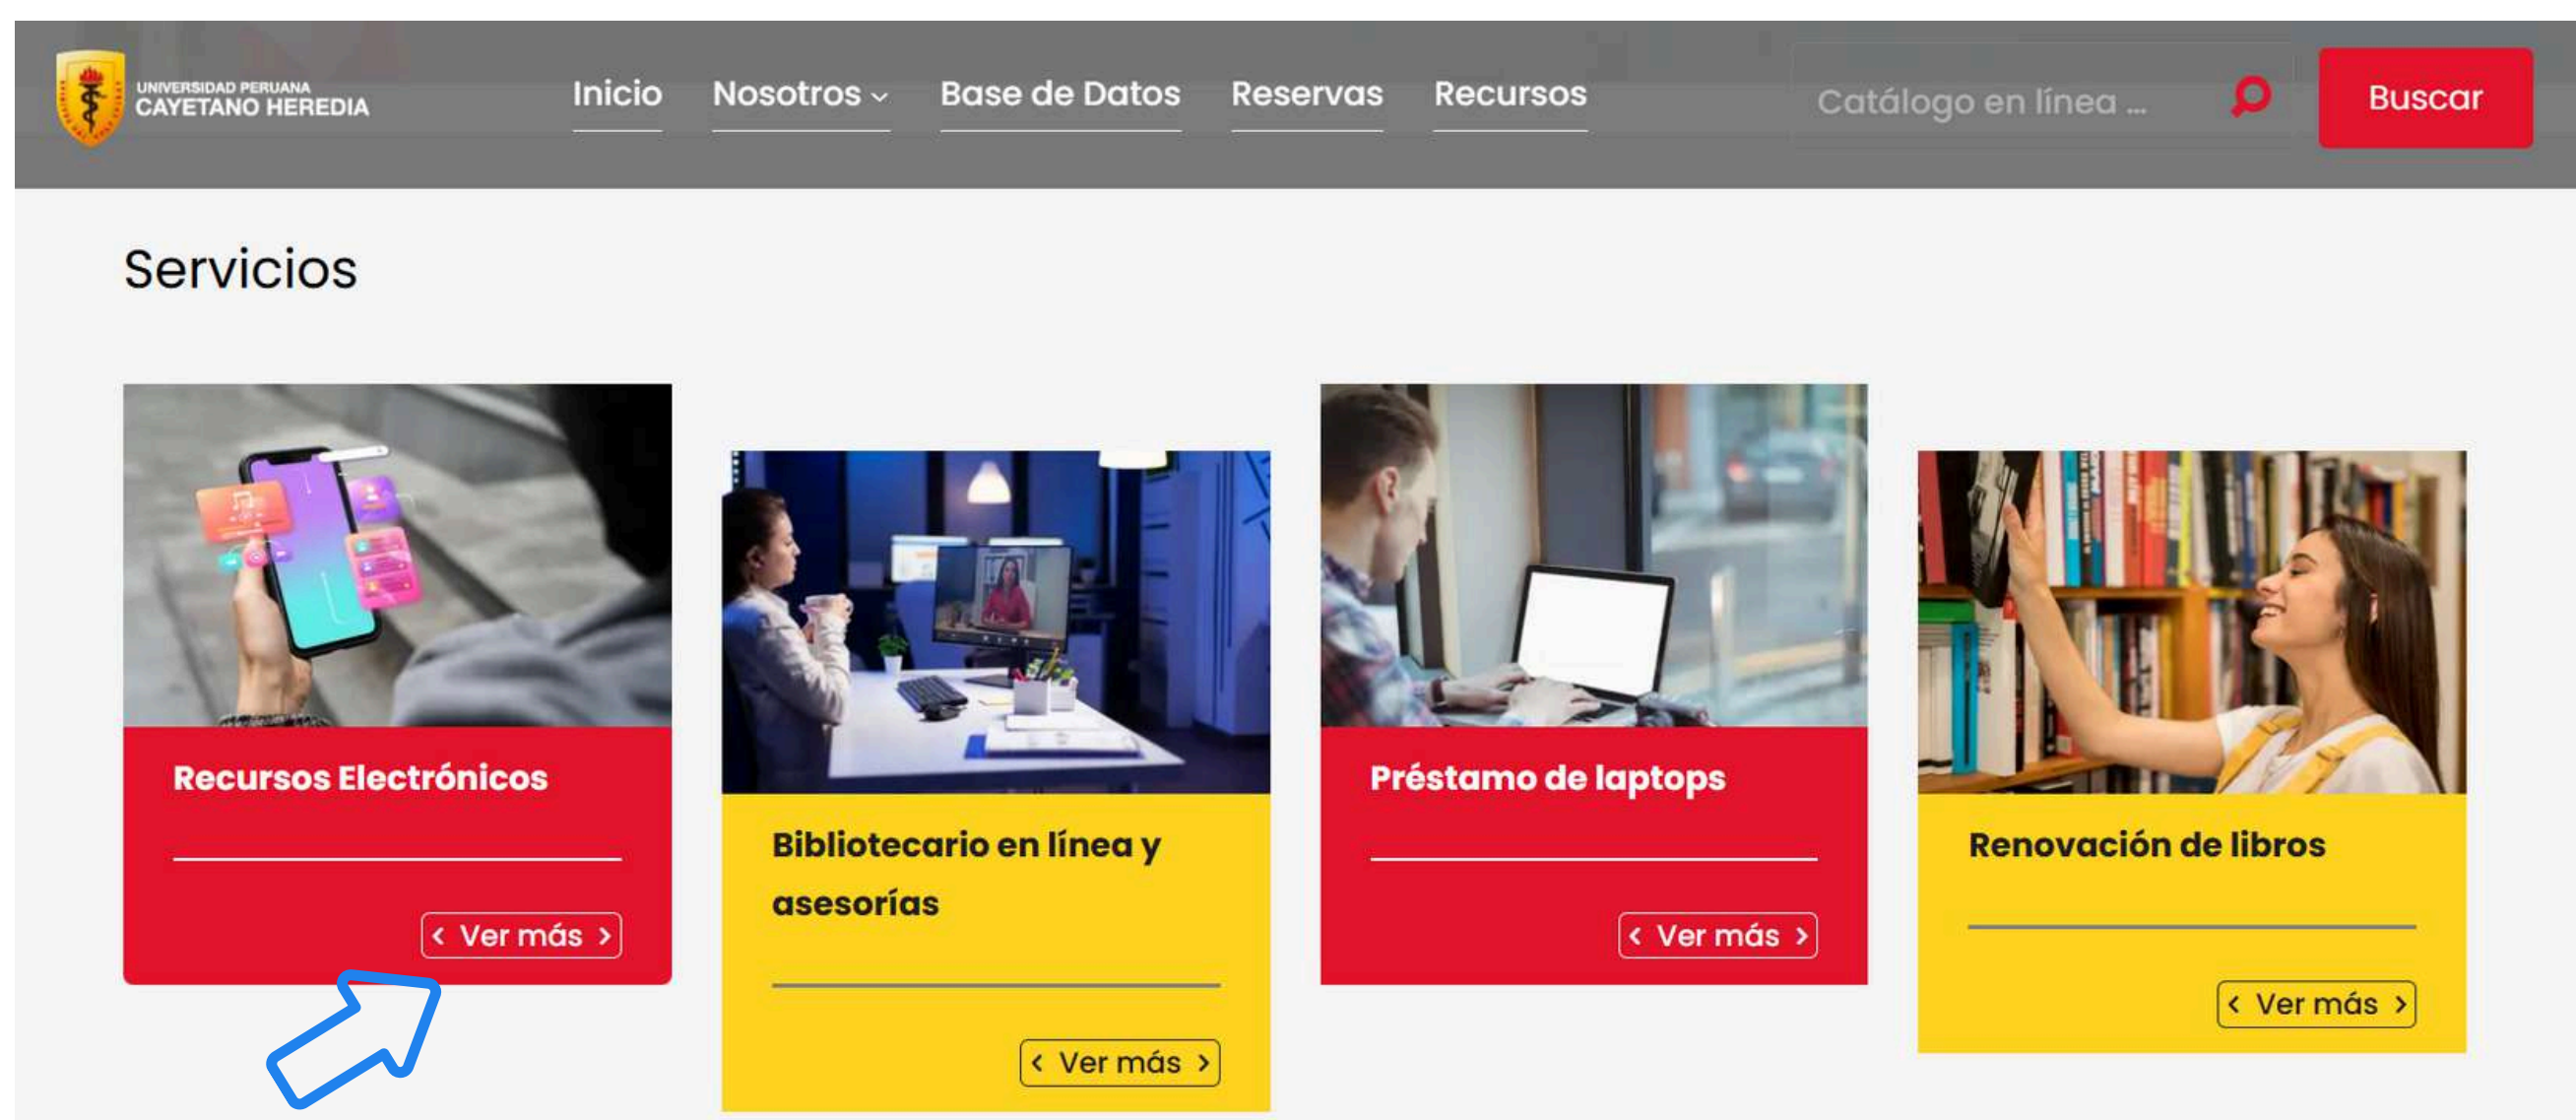 UNIVERSIDAD PERUANA
CAYETANO HEREDIA
Inicio
Nosotros
Base de Datos
Reservas
Recursos
Catálogo en línea ...
Buscar
Servicios
Recursos Electrónicos
‹ Ver más ›
Bibliotecario en línea y
asesorías
‹ Ver más ›
Préstamo de laptops
‹ Ver más ›
Renovación de libros
‹ Ver más ›